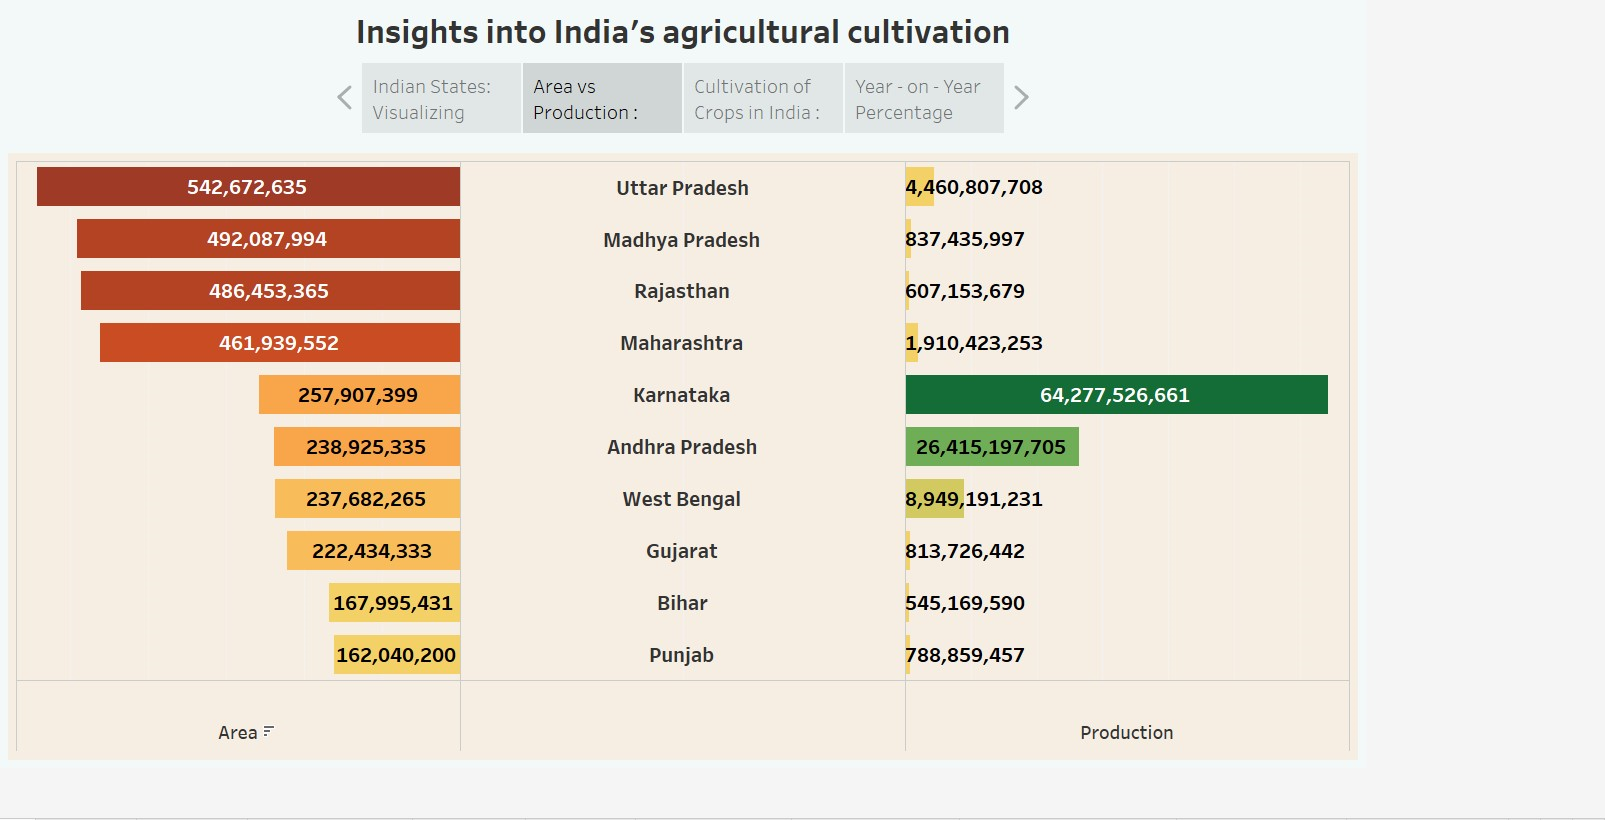 Insights into India’s agricultural cultivation
Indian States:
Visualizing
Area vs
Production :
Cultivation of
Crops in India :
Year - on - Year
Percentage
542,672,635 Uttar Pradesh 4,460,807,708
492,087,994 Madhya Pradesh 837,435,997
486,453,365 Rajasthan 607,153,679
461,939,552 Maharashtra 1,910,423,253
257,907,399 Karnataka 64,277,526,661
238,925,335 Andhra Pradesh 26,415,197,705
237,682,265 West Bengal 8,949,191,231
222,434,333 Gujarat 813,726,442
167,995,431 Bihar 545,169,590
162,040,200 Punjab 788,859,457
Area Production